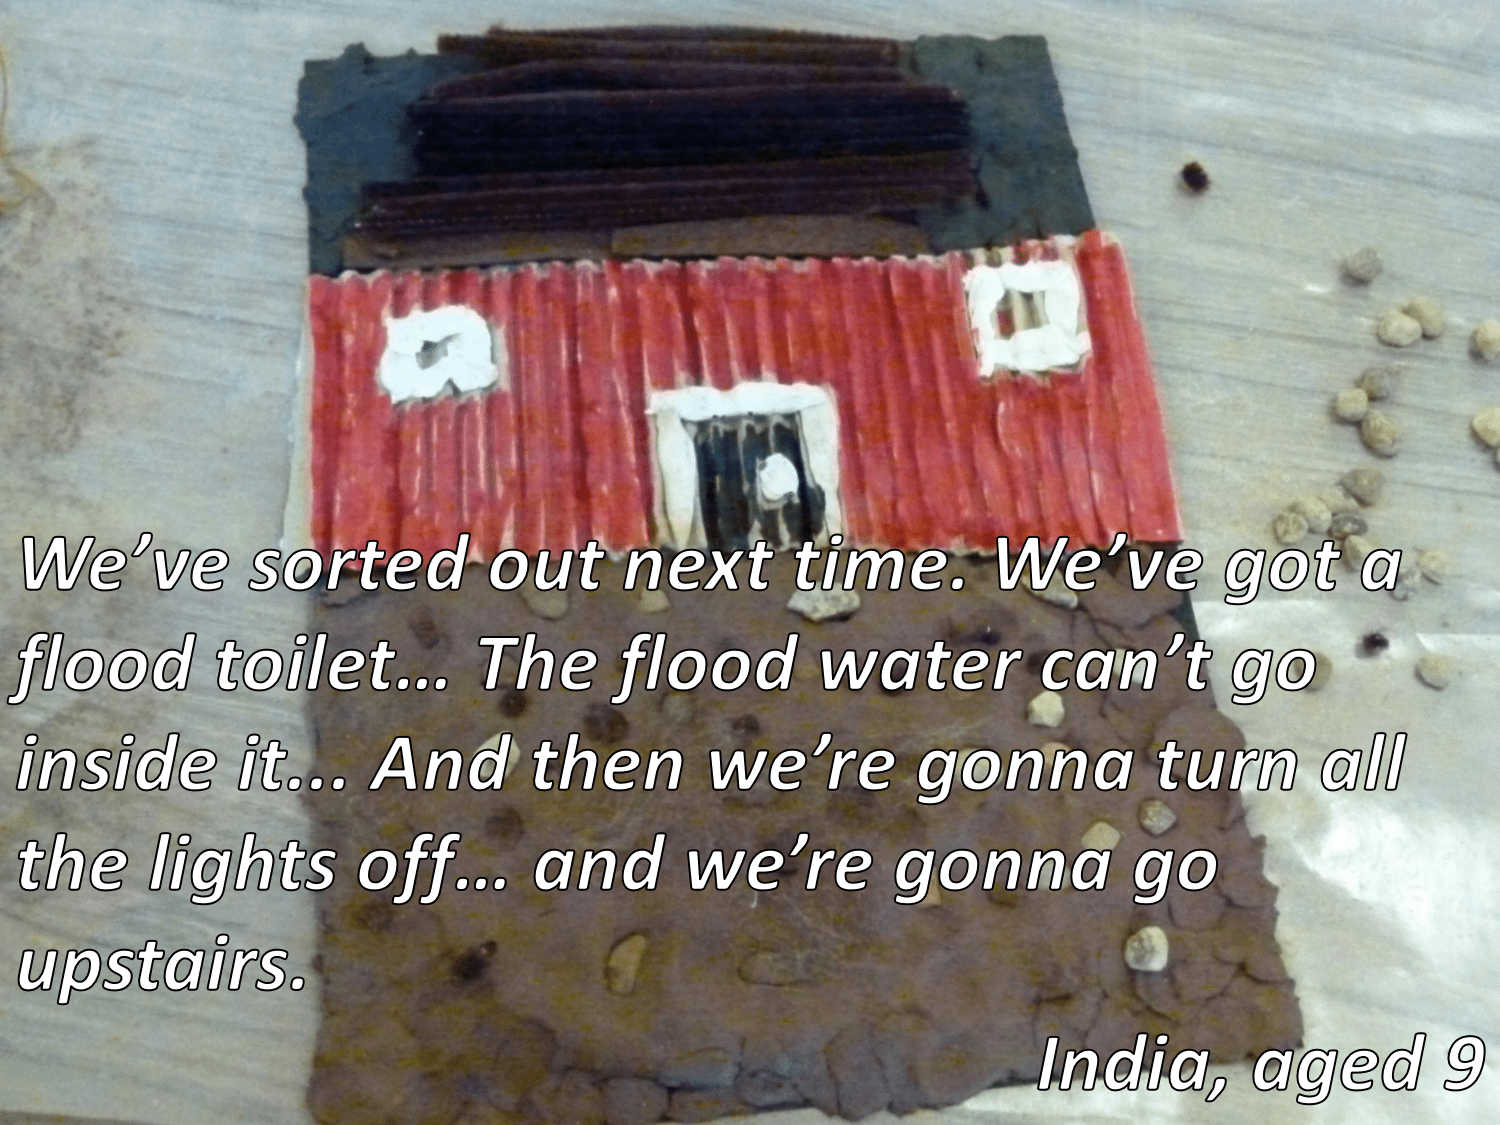 We’ve sorted out next time. We’ve got a
flood toilet… The flood water can’t go
inside it… And then we’re gonna turn all
the lights off… and we’re gonna go
upstairs.
India, aged 9